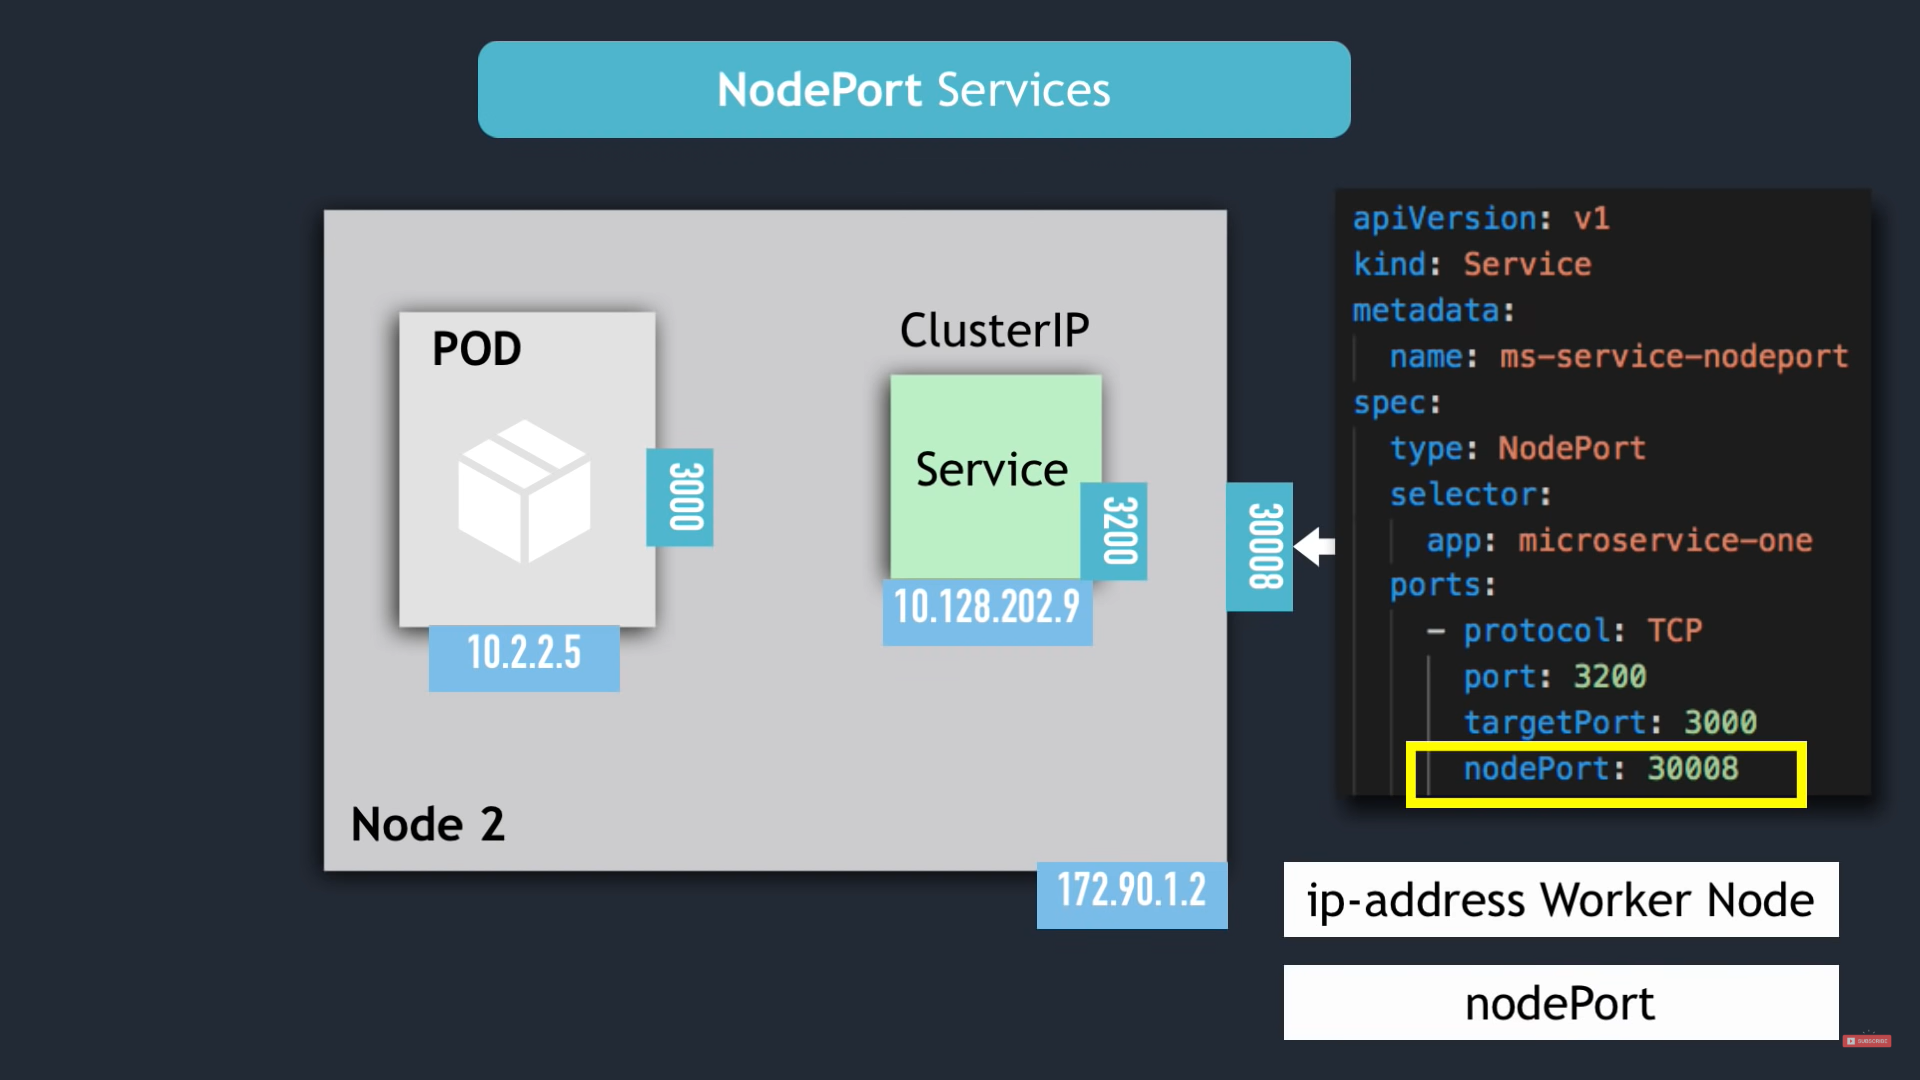 NodePort Services
POD
3000
10.2.2.5
ClusterIP
Service
3200
10.128.202.9
30008
Node 2
172.90.1.2
apiVersion: v1
kind: Service
metadata:
name: ms-service-nodeport
spec:
type: NodePort
selector:
app: microservice-one
ports:
- protocol: TCP
port: 3200
targetPort: 3000
nodePort: 30008
ip-address Worker Node
nodePort
SUBSCRIBE